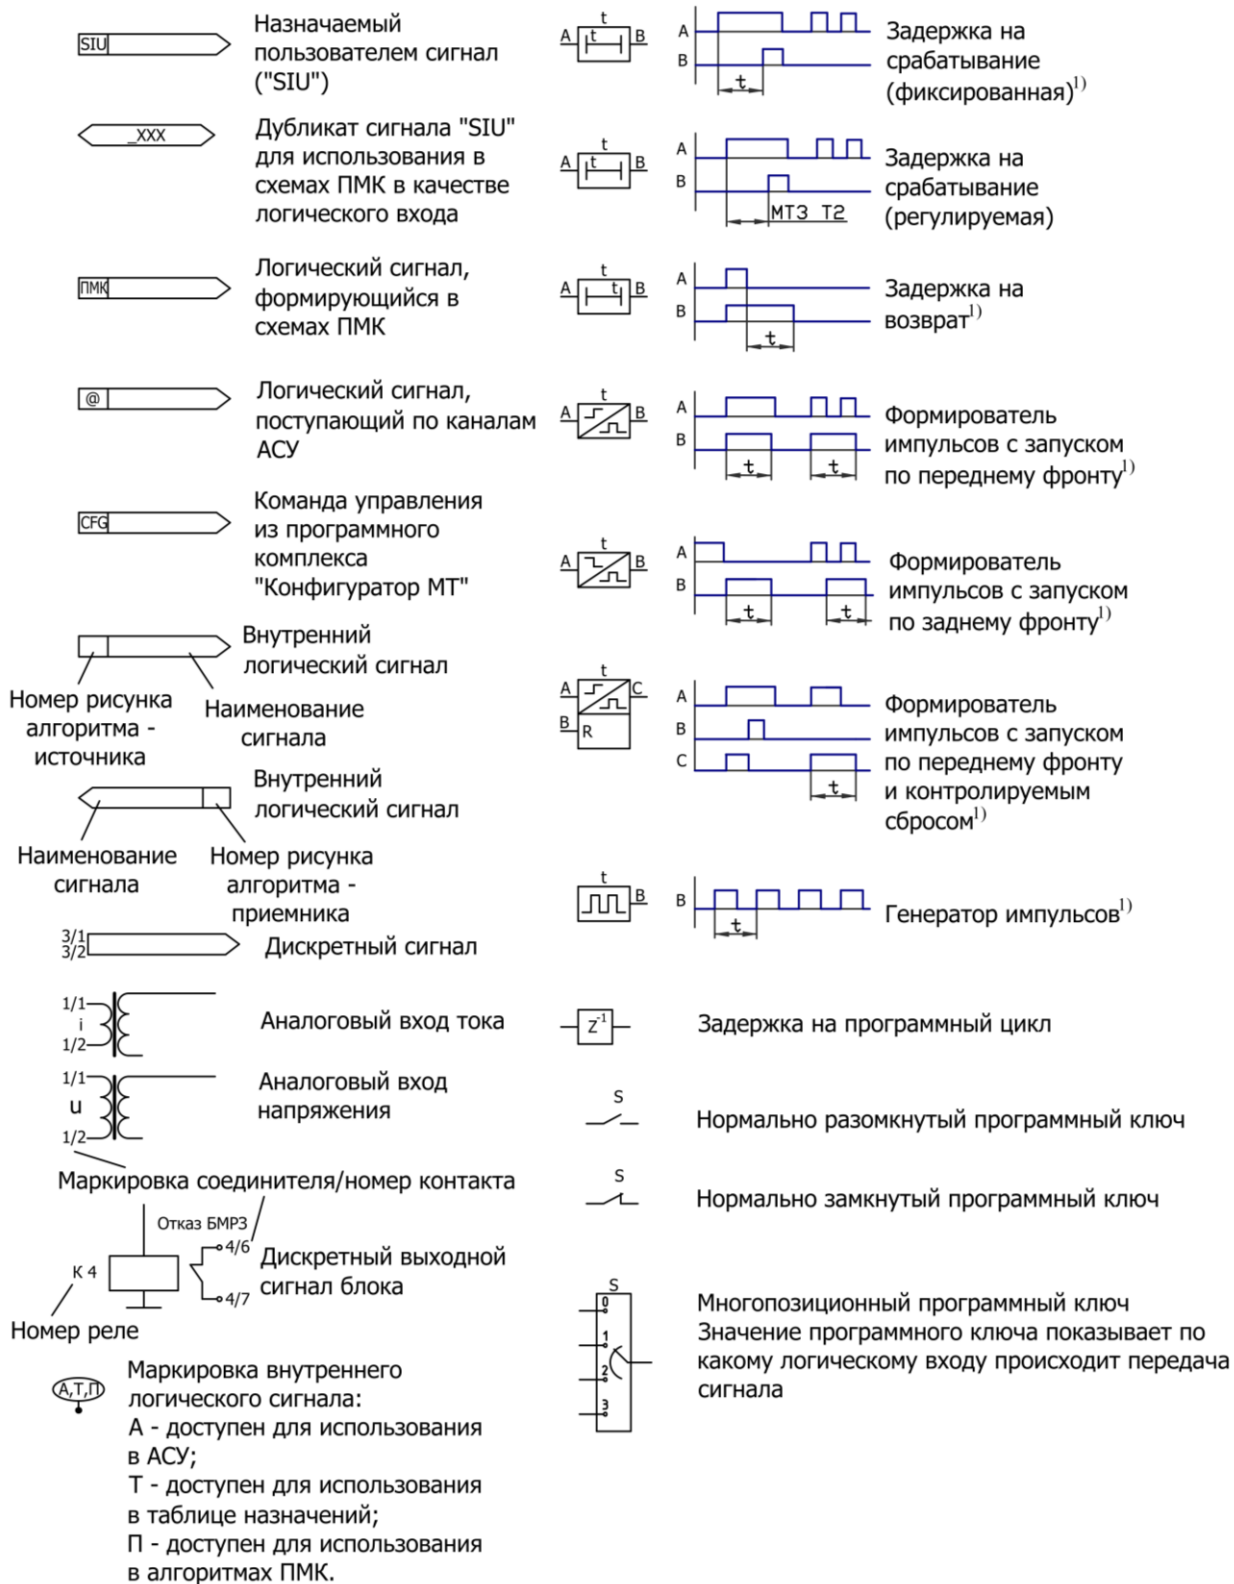 SIU
Назначаемый
пользователем сигнал
("SIU")
_XXX
Дубликат сигнала "SIU"
для использования в
схемах ПМК в качестве
логического входа
ПМК
Логический сигнал,
формирующийся в
схемах ПМК
@
Логический сигнал,
поступающий по каналам
АСУ
CFG
Команда управления
из программного
комплекса
"Конфигуратор МТ"
Внутренний
логический сигнал
Номер рисунка
алгоритма -
источника
Наименование
сигнала
Внутренний
логический сигнал
Наименование
сигнала
Номер рисунка
алгоритма -
приемника
3/1
3/2
Дискретный сигнал
1/1
i
1/2
Аналоговый вход тока
1/1
u
1/2
Аналоговый вход
напряжения
Маркировка соединителя/номер контакта
Отказ БМРЗ
К 4
4/6
4/7
Дискретный выходной
сигнал блока
Номер реле
А,Т,П
Маркировка внутреннего
логического сигнала:
А - доступен для использования
в АСУ;
Т - доступен для использования
в таблице назначений;
П - доступен для использования
в алгоритмах ПМК.
t
A t B
A
B
t
Задержка на
срабатывание
(фиксированная)1)
t
A t B
A
B
МТЗ Т2
Задержка на
срабатывание
(регулируемая)
t
A t B
A
B
t
Задержка на
возврат1)
t
A B
A
B
t t
Формирователь
импульсов с запуском
по переднему фронту1)
t
A B
A
B
t t
Формирователь
импульсов с запуском
по заднему фронту1)
t
A C
B R
A
B
C
t
Формирователь
импульсов с запуском
по переднему фронту
и контролируемым
сбросом1)
t
B
B
t
Генератор импульсов1)
Z-1
Задержка на программный цикл
S
Нормально разомкнутый программный ключ
S
Нормально замкнутый программный ключ
S
0
1
2
3
Многопозиционный программный ключ
Значение программного ключа показывает по
какому логическому входу происходит передача
сигнала